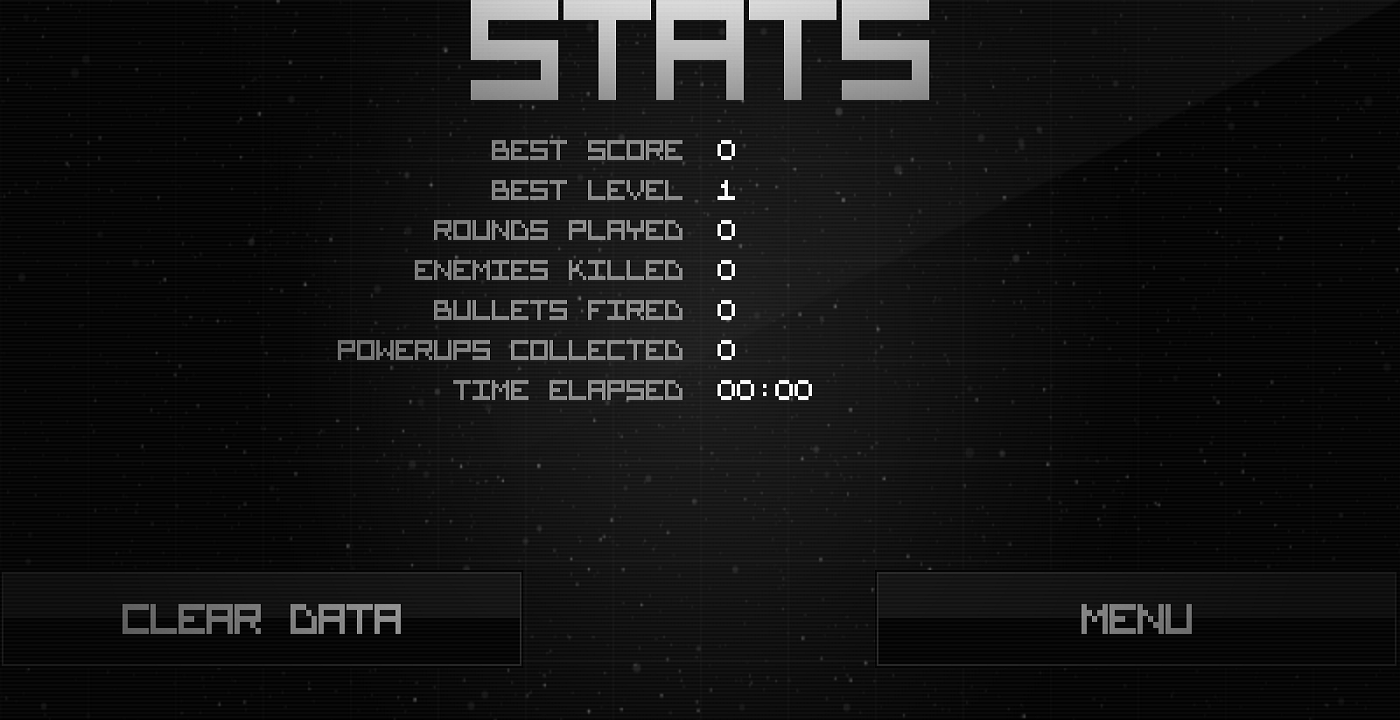 STATS
BEST SCORE 0
BEST LEVEL 1
ROUNDS PLAYED 0
ENEMIES KILLED 0
BULLETS FIRED 0
POWERUPS COLLECTED 0
TIME ELAPSED 00:00
CLEAR DATA MENU